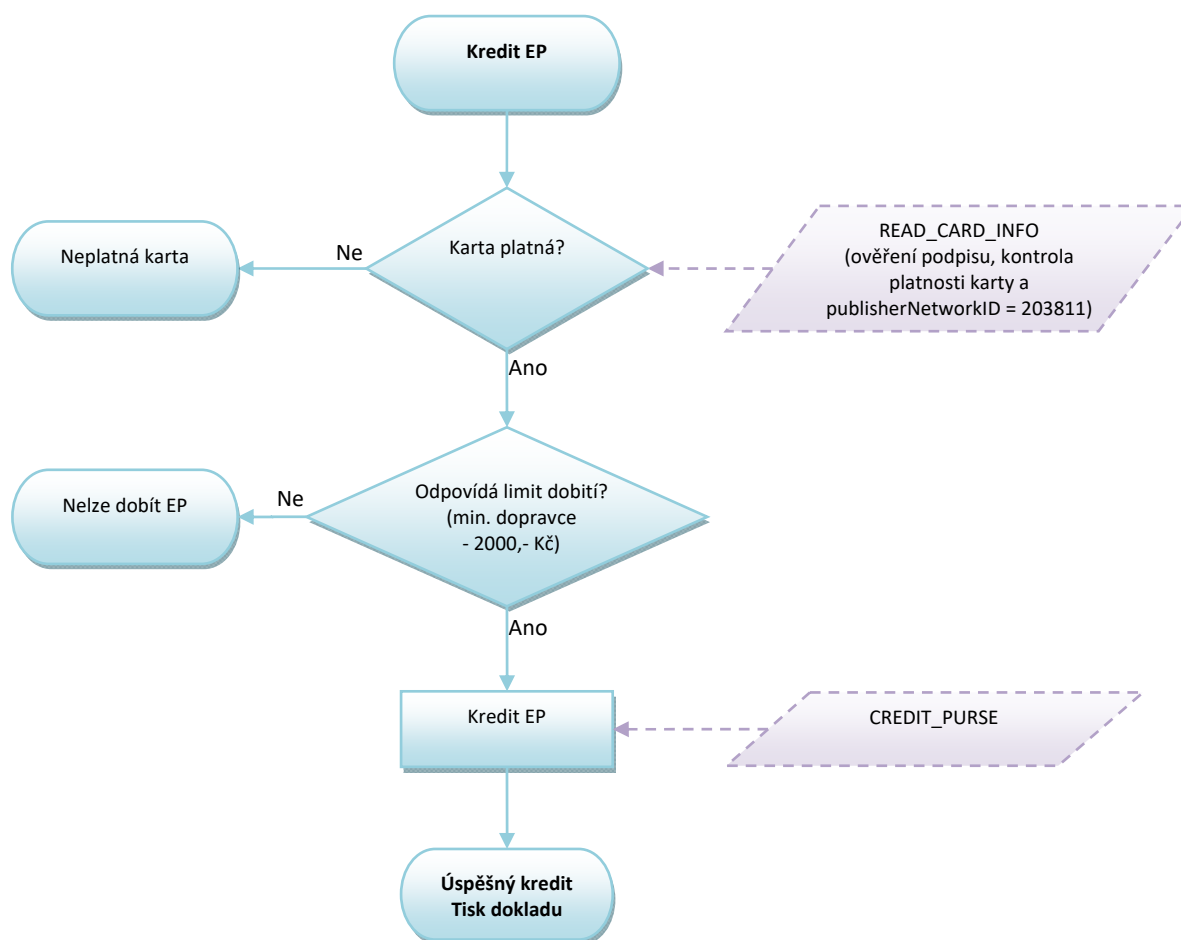 Kredit EP
Karta platná?
Ne
Neplatná karta
READ_CARD_INFO
(ověření podpisu, kontrola
platnosti karty a
publisherNetworkID = 203811)
Ano
Odpovídá limit dobití?
(min. dopravce
- 2000,- Kč)
Ne
Nelze dobít EP
Ano
Kredit EP
CREDIT_PURSE
Úspěšný kredit
Tisk dokladu